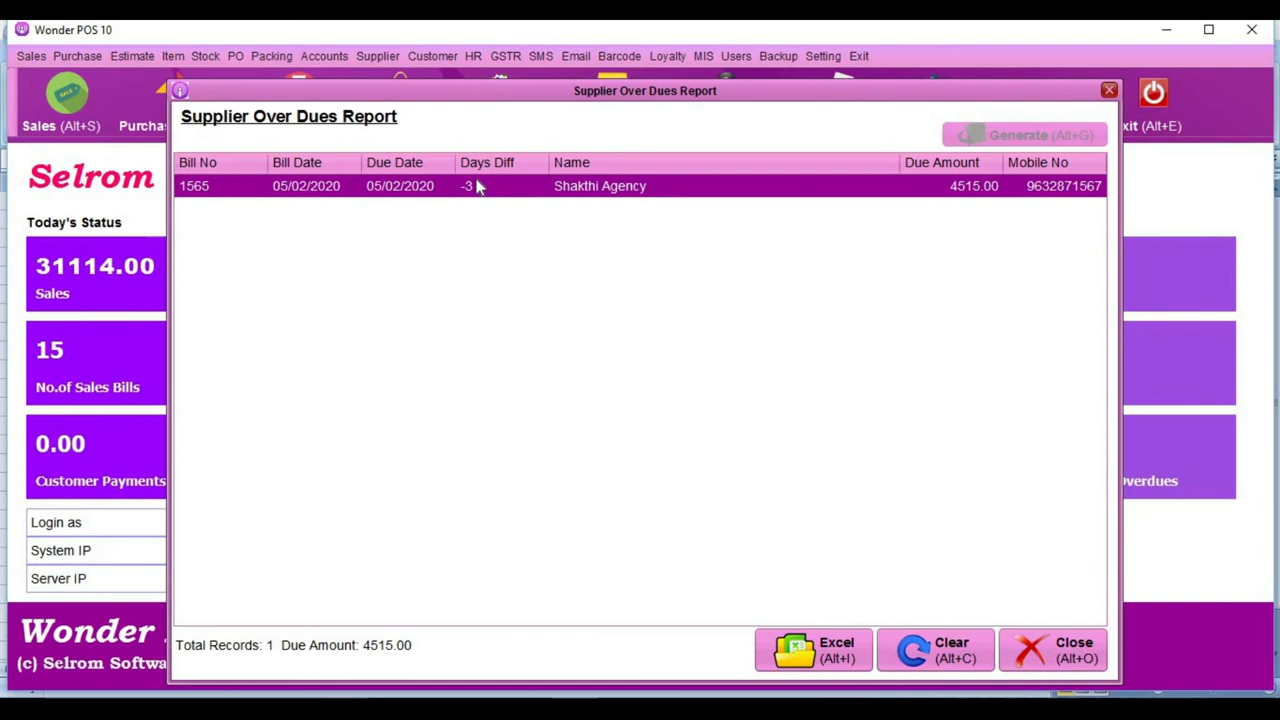 Wonder POS 10
Sales Purchase Estimate Item Stock PO Packing Accounts Supplier Customer HR GSTR SMS Email Barcode Loyalty MIS Users Backup Setting Exit
Supplier Over Dues Report
SALE
Sales (Alt+S)
Purcha
xit (Alt+E)
Supplier Over Dues Report
Generate (Alt+G)
Bill No Bill Date Due Date Days Diff Name Due Amount Mobile No
1565 05/02/2020 05/02/2020 -3 Shakthi Agency 4515.00 9632871567
Selrom
Today's Status
31114.00
Sales
15
No.of Sales Bills
0.00
Customer Payments
verdues
Login as
System IP
Server IP
Wonder
(c) Selrom Softwa
Total Records: 1 Due Amount: 4515.00
Excel
(Alt+I)
Clear
(Alt+C)
Close
(Alt+O)